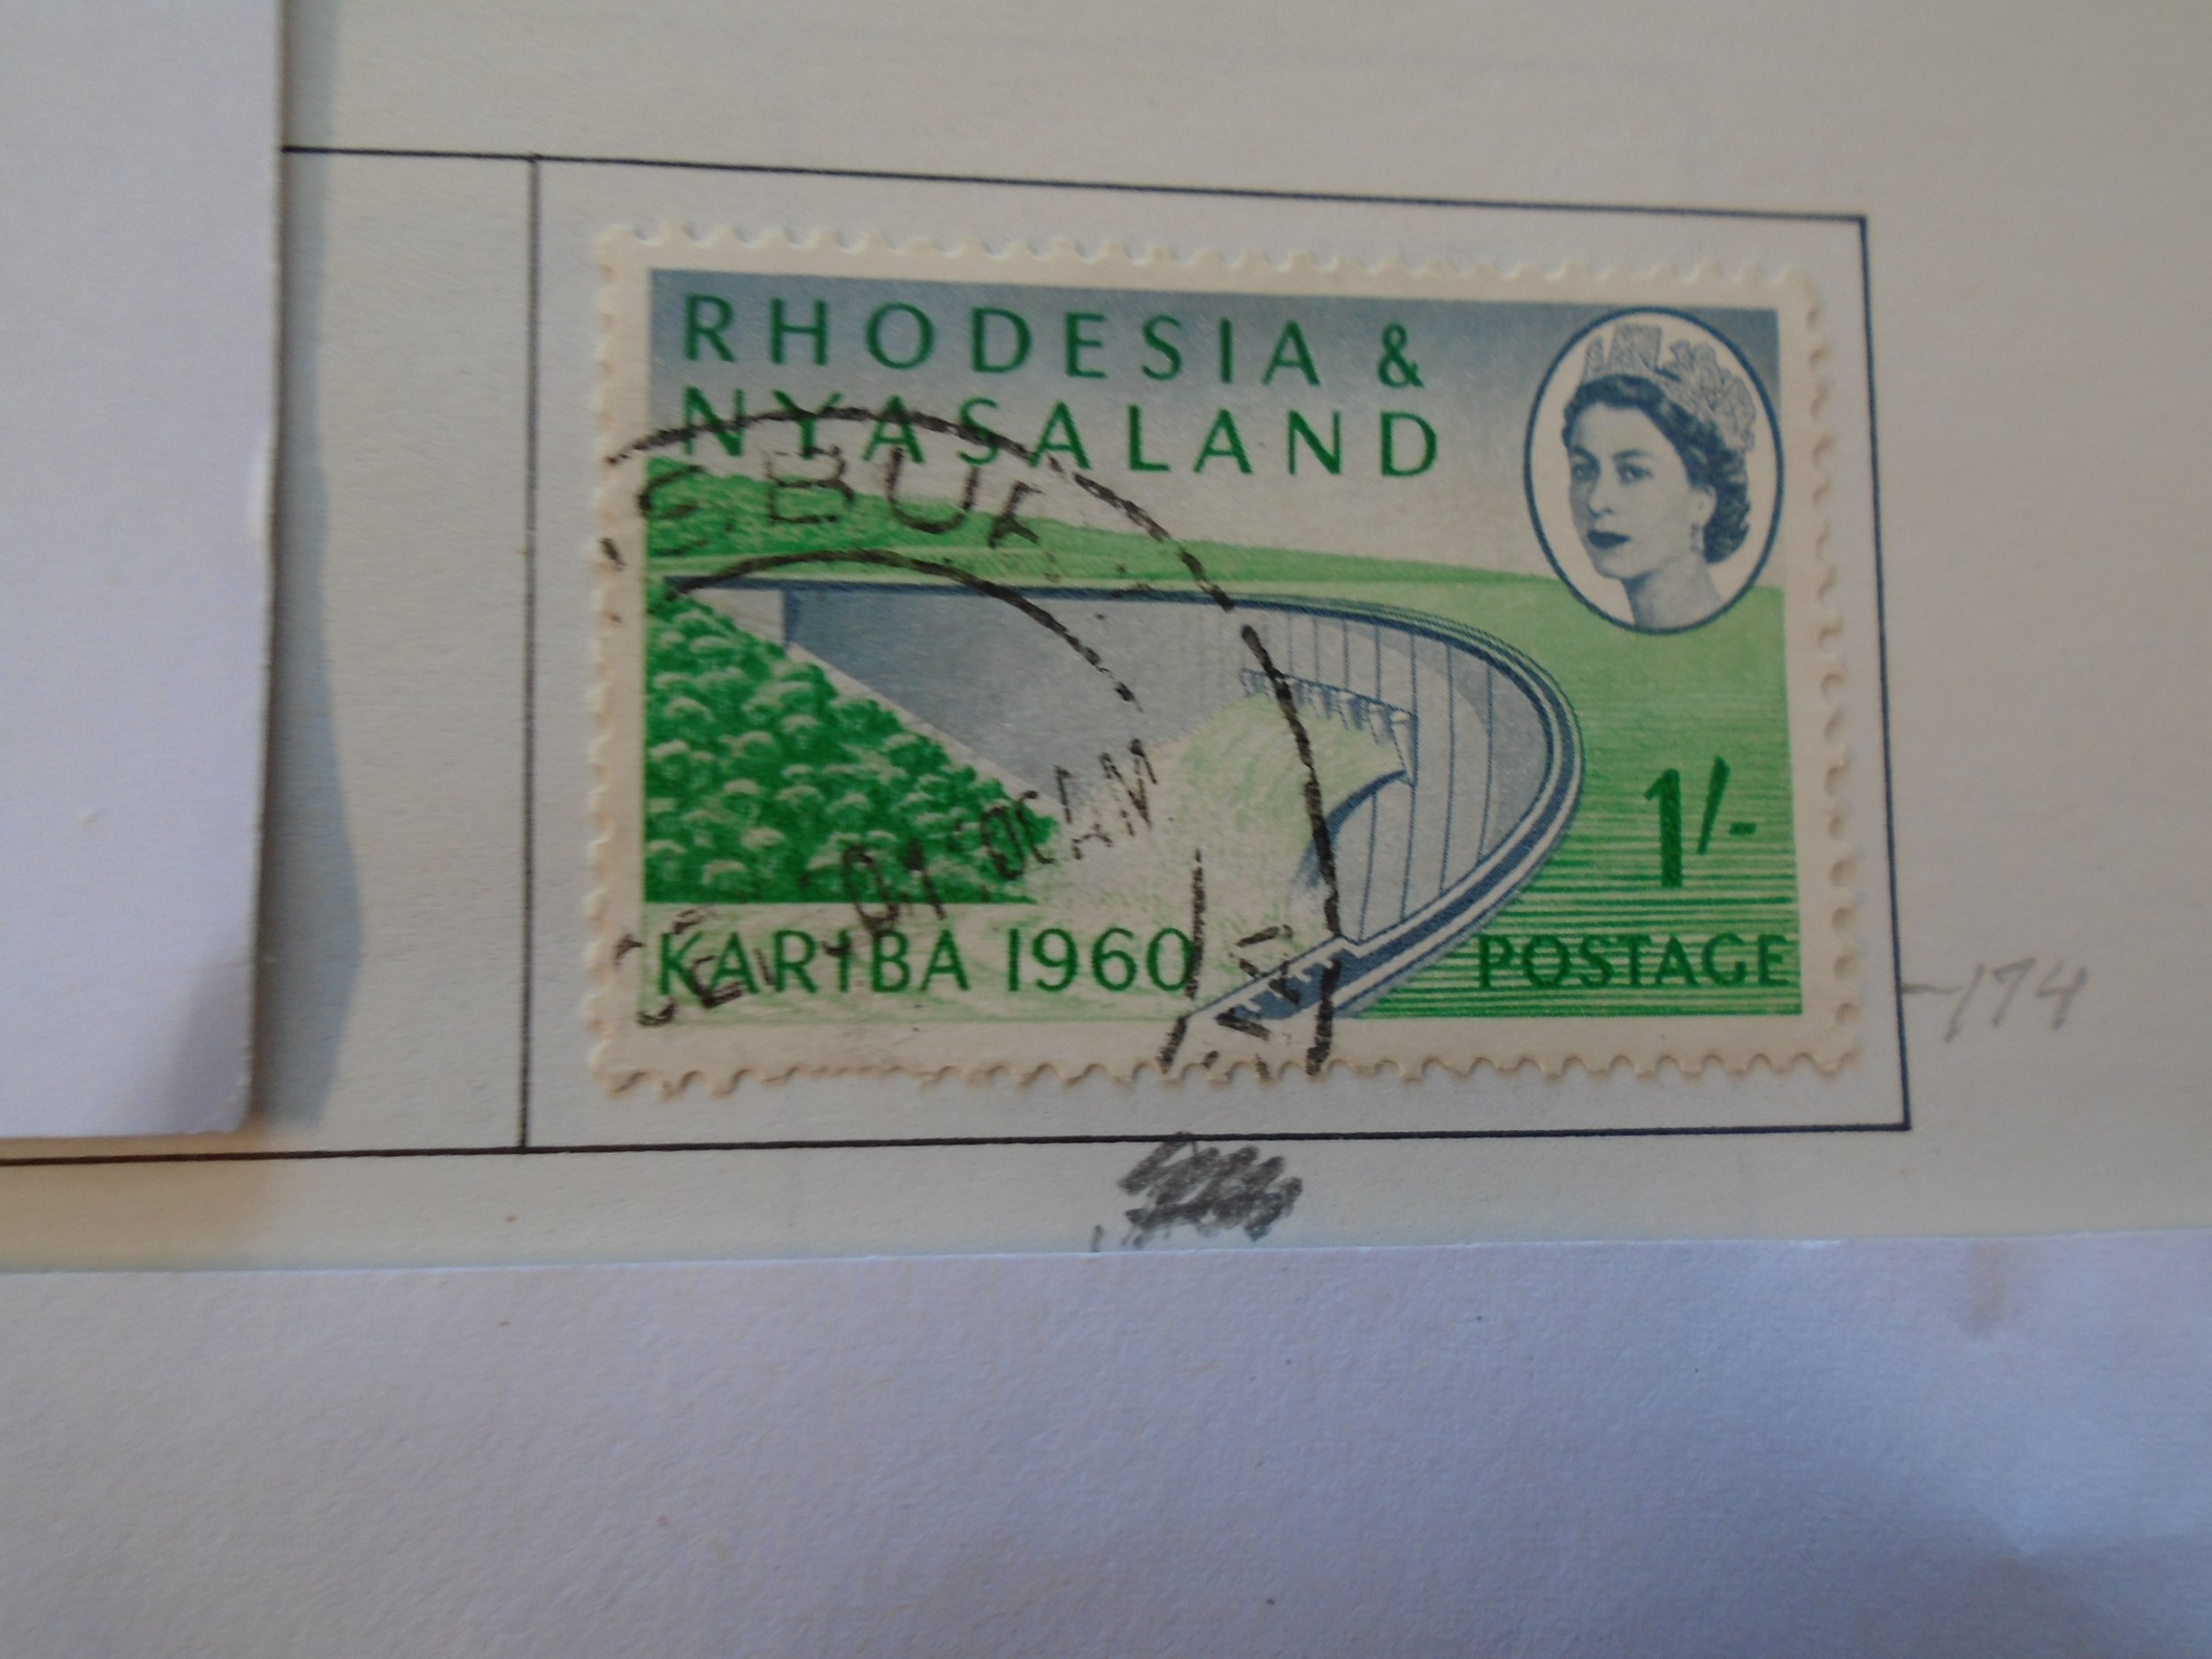 RHODESIA &
NYASALAND
1/-
KARIBA 1960
POSTAGE
-174